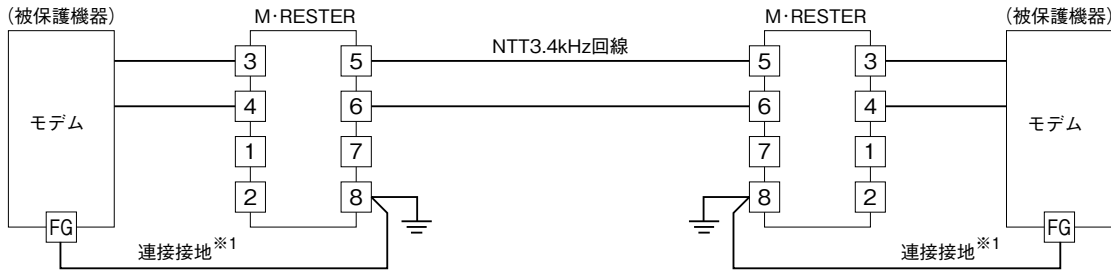 (被保護機器) M・RESTER M・RESTER (被保護機器)
3 5 NTT3.4kHz回線 5 3
4 6 6 4
モデム モデム
1 7 7 1
2 8 8 2
FG FG
連接接地※1 連接接地※1